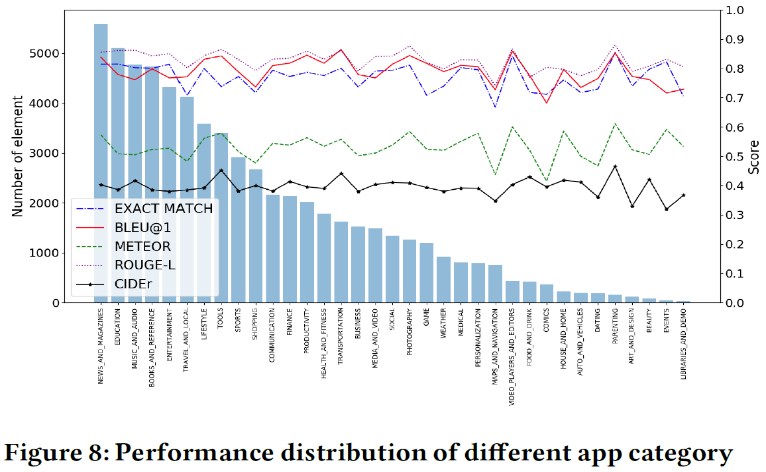 1.0
5000
0.9
0.8
4000
0.7
0.6
3000
0.5
0.4
2000
0.3
1000
0.2
0.1
0
0.0
Number of element
Score
EXACT MATCH
BLEU@1
METEOR
ROUGE-L
CIDEr
NEWS_AND_MAGAZINES
EDUCATION
MUSIC_AND_AUDIO
BOOKS_AND_REFERENCE
ENTERTAINMENT
TRAVEL_AND_LOCAL
LIFESTYLE
TOOLS
SPORTS
SHOPPING
COMMUNICATION
FINANCE
PRODUCTIVITY
HEALTH_AND_FITNESS
TRANSPORTATION
BUSINESS
MEDIA_AND_VIDEO
SOCIAL
PHOTOGRAPHY
GAME
WEATHER
MEDICAL
PERSONALIZATION
MAPS_AND_NAVIGATION
VIDEO_PLAYERS_AND_EDITORS
FOOD_AND_DRINK
COMICS
HOUSE_AND_HOME
AUTO_AND_VEHICLES
DATING
PARENTING
ART_AND_DESIGN
BEAUTY
EVENTS
LIBRARIES_AND_DEMO
Figure 8: Performance distribution of different app category